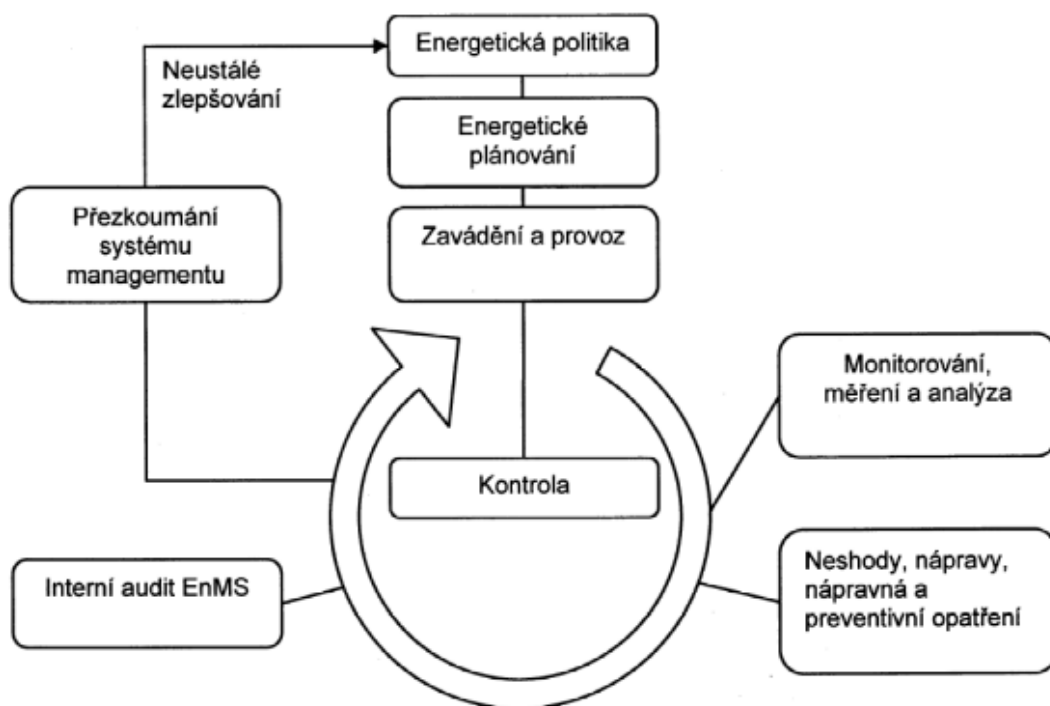 Energetická politika
Neustálé
zlepšování
Energetické
plánování
Přezkoumání
systému
managementu
Zavádění a provoz
Monitorování,
měření a analýza
Kontrola
Interní audit EnMS
Neshody, nápravy,
nápravná a
preventivní opatření